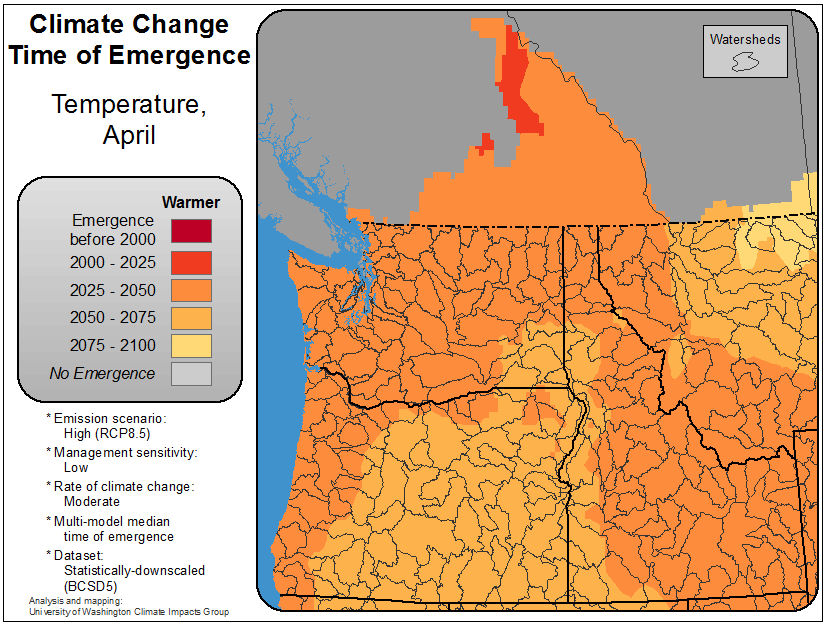 Climate Change
Time of Emergence
Temperature,
April
Warmer
Emergence
before 2000
2000 - 2025
2025 - 2050
2050 - 2075
2075 - 2100
No Emergence
* Emission scenario:
High (RCP8.5)
* Management sensitivity:
Low
* Rate of climate change:
Moderate
* Multi-model median
time of emergence
* Dataset:
Statistically-downscaled
(BCSD5)
Analysis and mapping:
University of Washington Climate Impacts Group
Watersheds